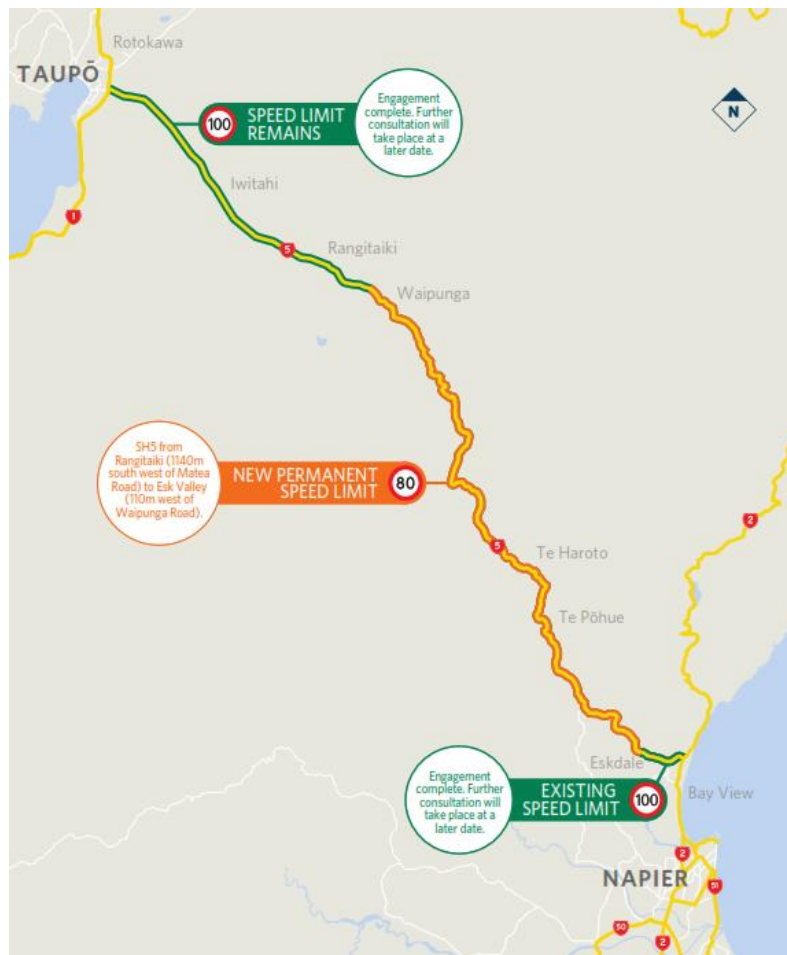 Rotokawa
TAUPŌ
100
SPEED LIMIT
REMAINS
Engagement
complete. Further
consultation will
take place at a
later date.
N
Iwitahi
1
5
Rangitaiki
Waipunga
SH5 from
Rangitaiki (1140m
south west of Matea
Road) to Esk Valley
(110m west of
Waipunga Road).
NEW PERMANENT
SPEED LIMIT
80
2
5
Te Haroto
Te Pōhue
Eskdale
Engagement
complete. Further
consultation will
take place at a
later date.
EXISTING
SPEED LIMIT
100
Bay View
2
NAPIER
51
50
2